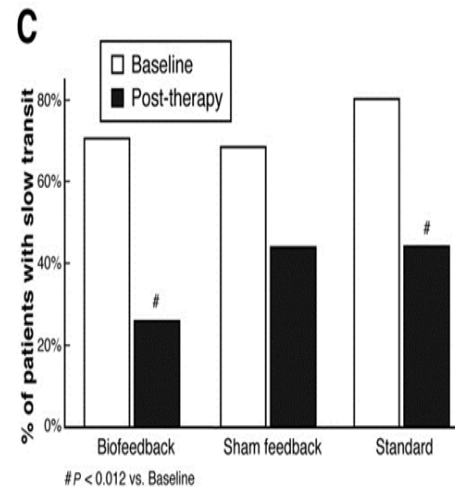 C
Baseline
Post-therapy
% of patients with slow transit
80%
60%
40%
20%
0%
#
#
Biofeedback Sham feedback Standard
#P < 0.012 vs. Baseline